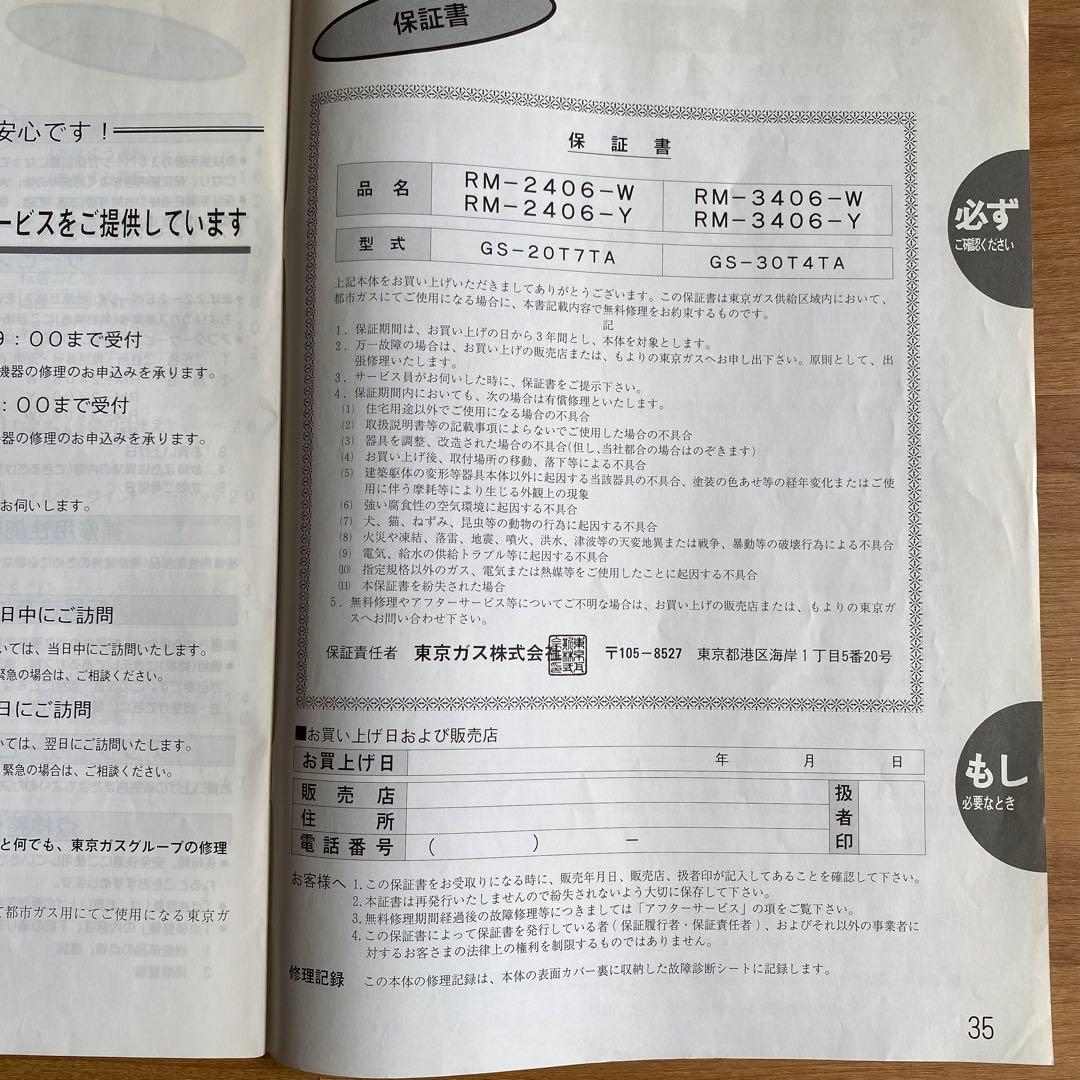 安心です！
ービスをご提供しています
9：00まで受付
機器の修理のお申込みを承ります。
：00まで受付
器の修理のお申込みを承ります。
お伺いします。
日中にご訪問
いては、当日中にご訪問いたします。
緊急の場合は、ご相談ください。
日にご訪問
いては、翌日にご訪問いたします。
緊急の場合は、ご相談ください。
と何でも、東京ガスグループの修理
て都市ガス用にてご使用になる東京ガ
保証書
保証書
品名
RM-2406-W
RM-2406-Y
RM-3406-W
RM-3406-Y
型式
GS-20T7TA
GS-30T4TA
上記本体をお買い上げいただきましてありがとうございます。この保証書は東京ガス供給区域内において、
都市ガスにてご使用になる場合に、本書記載内容で無料修理をお約束するものです。
記
1．保証期間は、お買い上げの日から3年間とし、本体を対象とします。
2．万一故障の場合は、お買い上げの販売店または、もよりの東京ガスへお申し出下さい。原則として、出
張修理いたします。
3．サービス員がお伺いした時に、保証書をご提示下さい。
4．保証期間内においても、次の場合は有償修理といたします。
(1) 住宅用途以外でご使用になる場合の不具合
(2) 取扱説明書等の記載事項によらないでご使用した場合の不具合
(3) 器具を調整、改造された場合の不具合(但し、当社都合の場合はのぞきます)
(4) お買い上げ後、取付場所の移動、落下等による不具合
(5) 建築躯体の変形等器具本体以外に起因する当該器具の不具合、塗装の色あせ等の経年変化またはご使
用に伴う摩耗等により生じる外観上の現象
(6) 強い腐食性の空気環境に起因する不具合
(7) 犬、猫、ねずみ、昆虫等の動物の行為に起因する不具合
(8) 火災や凍結、落雷、地震、噴火、洪水、津波等の天変地異または戦争、暴動等の破壊行為による不具合
(9) 電気、給水の供給トラブル等に起因する不具合
(10) 指定規格以外のガス、電気または熱媒等をご使用したことに起因する不具合
(11) 本保証書を紛失された場合
5．無料修理やアフターサービス等についてご不明な場合は、お買い上げの販売店または、もよりの東京ガ
スへお問い合わせ下さい。
保証責任者 東京ガス株式会社 〒105-8527 東京都港区海岸1丁目5番20号
■お買い上げ日および販売店
お買上げ日 年 月 日
販売店
住所
電話番号 ( ) －
扱者印
お客様へ 1.この保証書をお受取りになる時に、販売年月日、販売店、扱者印が記入してあることを確認して下さい。
2.本証書は再発行いたしませんので紛失されないよう大切に保存して下さい。
3.無料修理期間経過後の故障修理等につきましては「アフターサービス」の項をご覧下さい。
4.この保証書によって保証書を発行している者(保証履行者・保証責任者)、およびそれ以外の事業者に
対するお客さまの法律上の権利を制限するものではありません。
修理記録 この本体の修理記録は、本体の表面カバー裏に収納した故障診断シートに記録します。
必ず
ご確認ください
もし
必要なとき
35